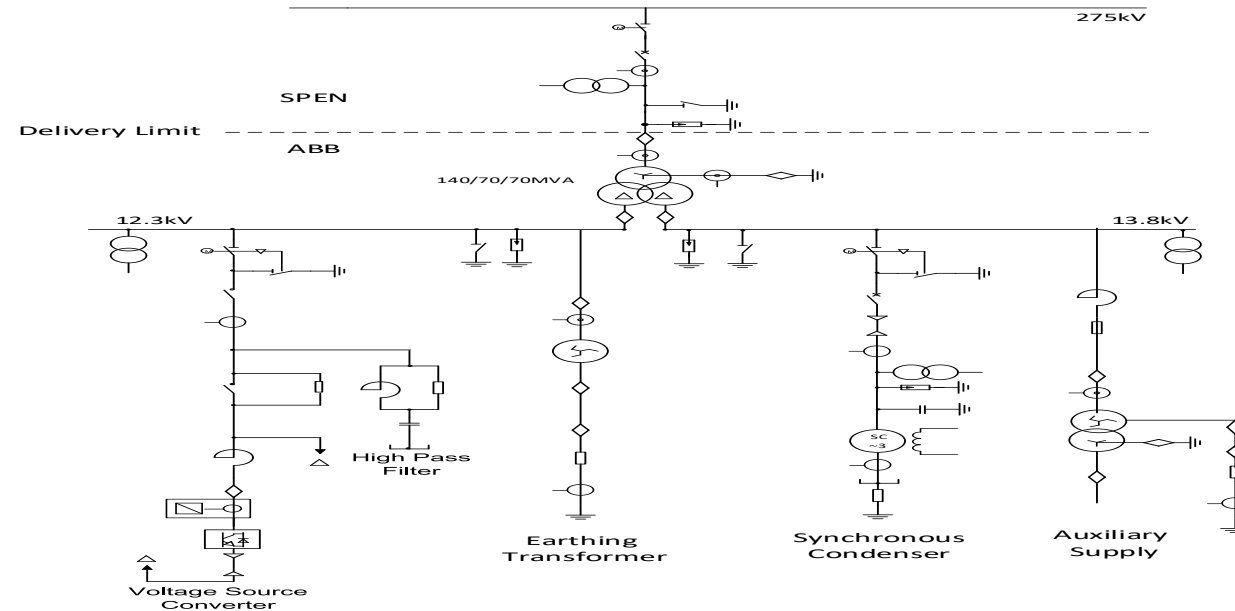 275kV
SPEN
Delivery Limit
ABB
140/70/70MVA
12.3kV
13.8kV
SC
~3
High Pass
Filter
Earthing
Transformer
Synchronous
Condenser
Auxiliary
Supply
Voltage Source
Converter